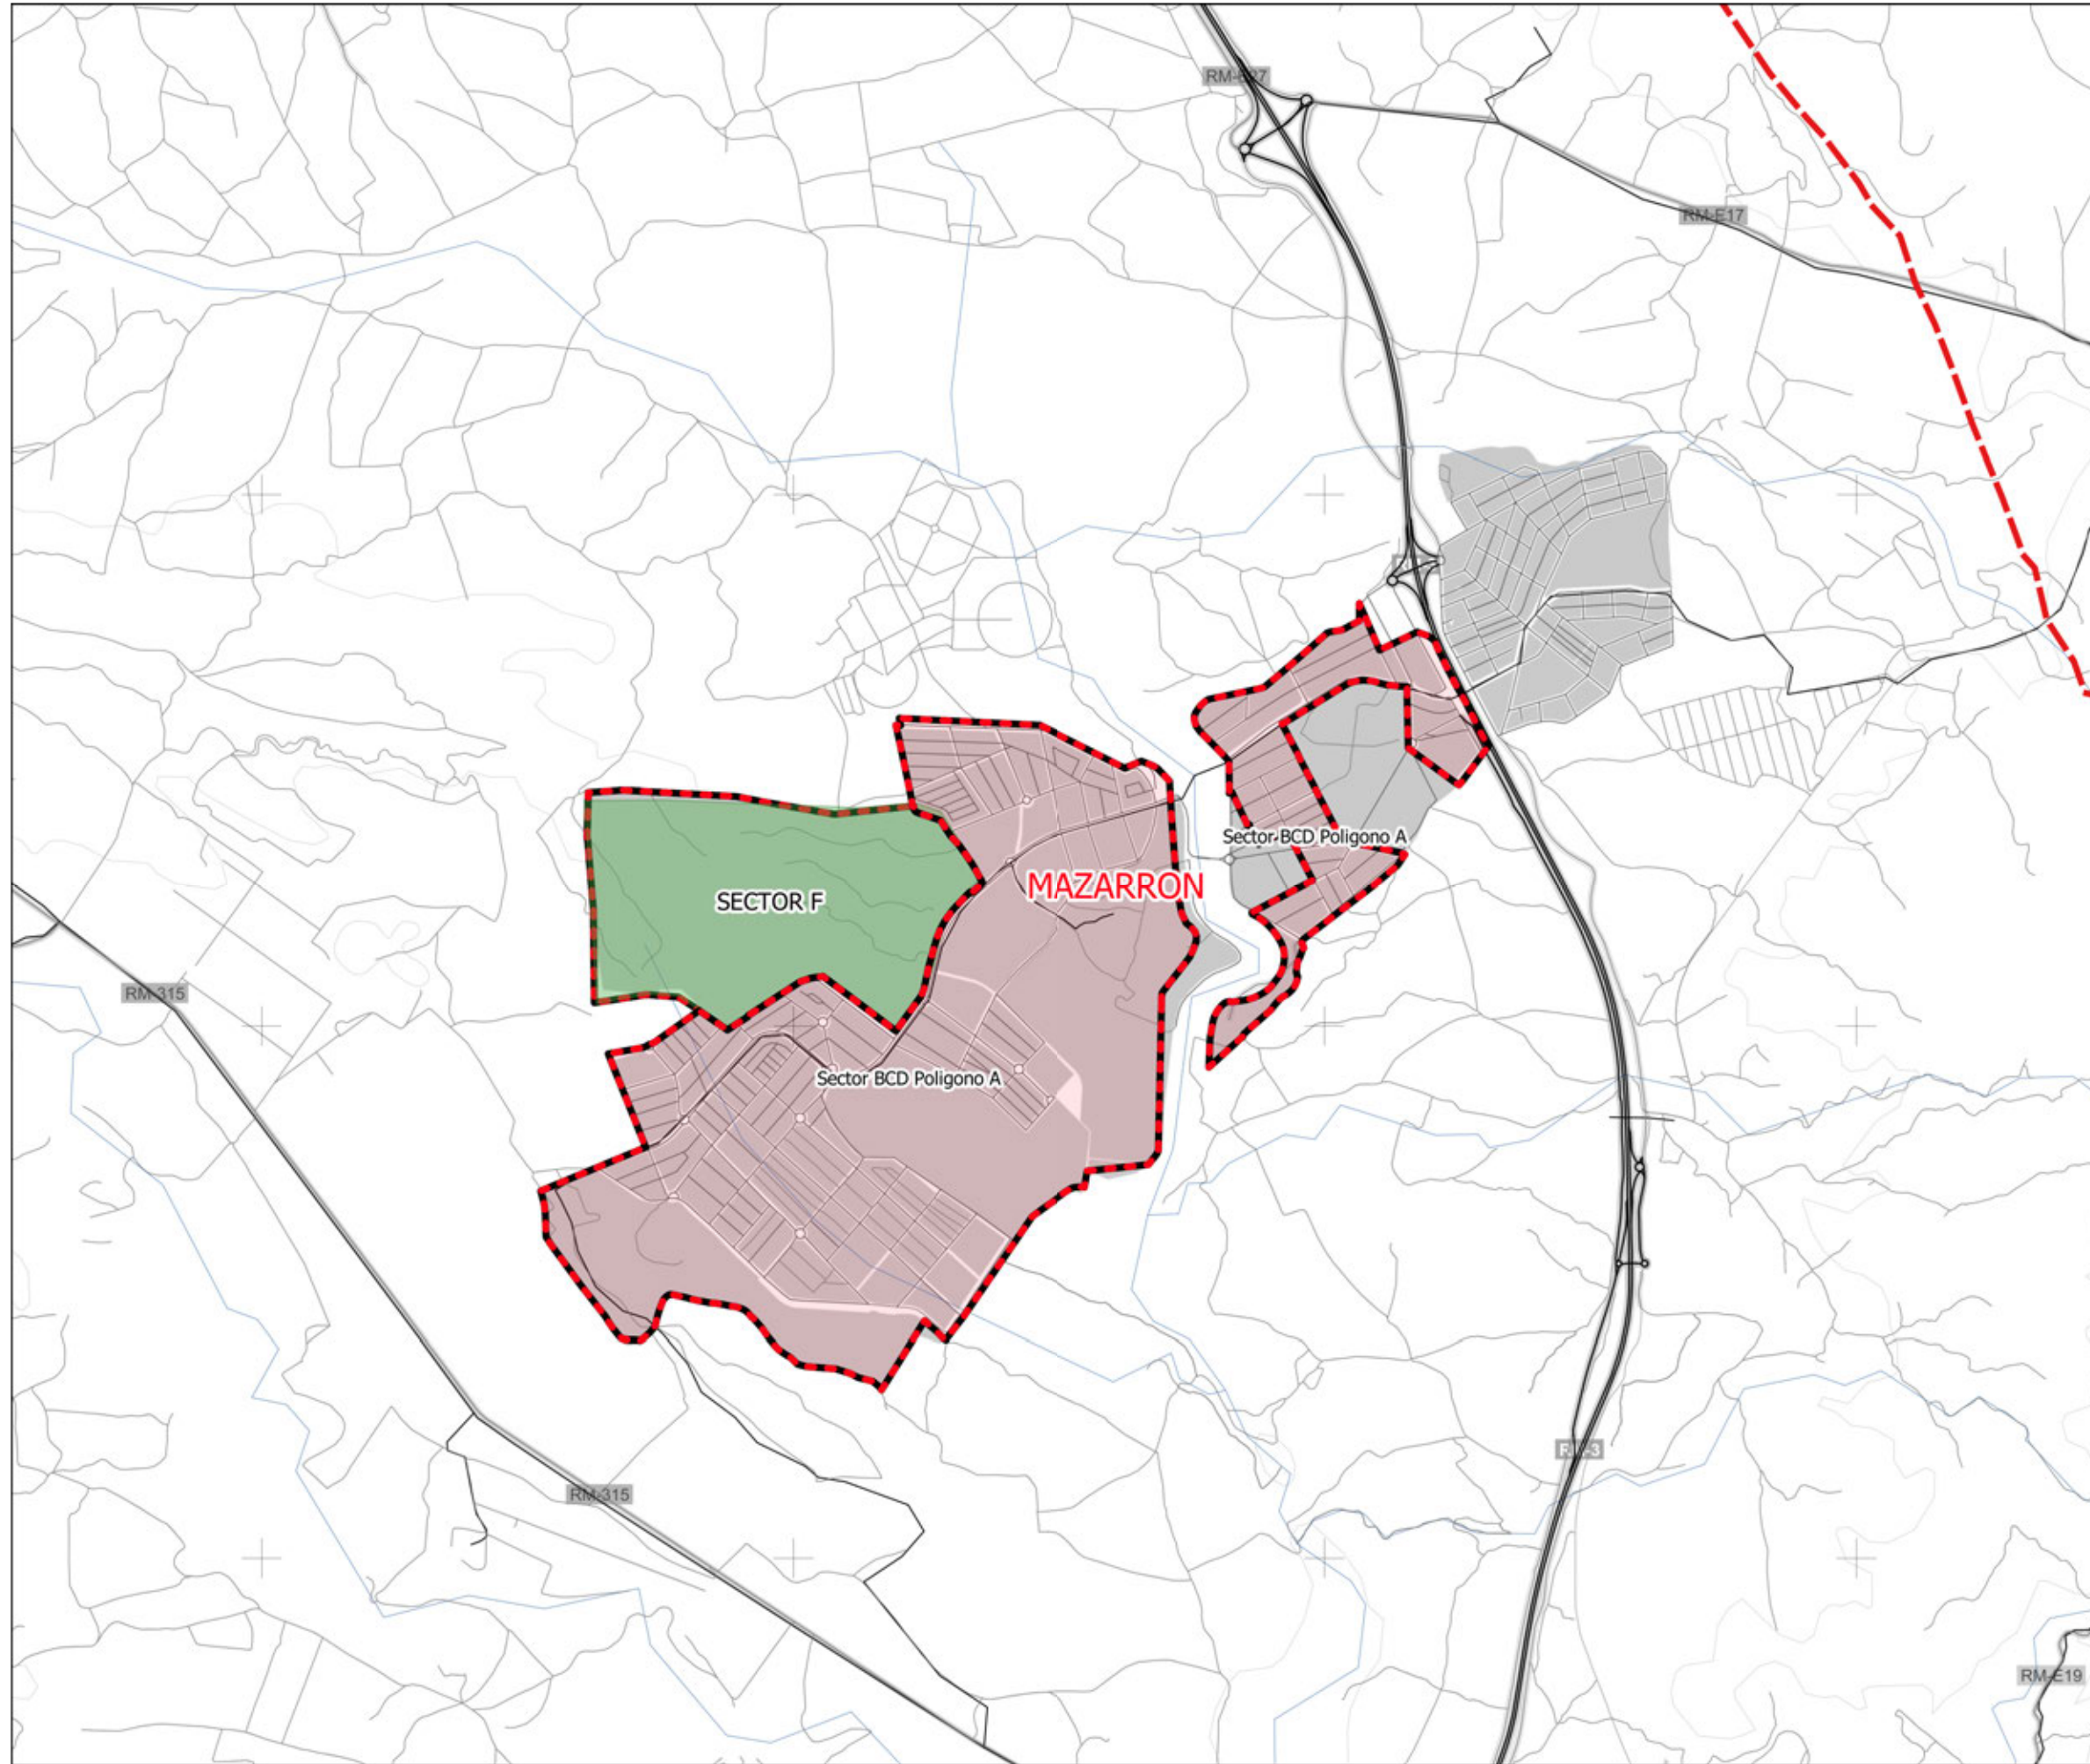 RM-E17
MAZARRON
Sector BCD Poligono A
SECTOR F
Sector BCD Poligono A
RM-315
RM-315
RM-E19